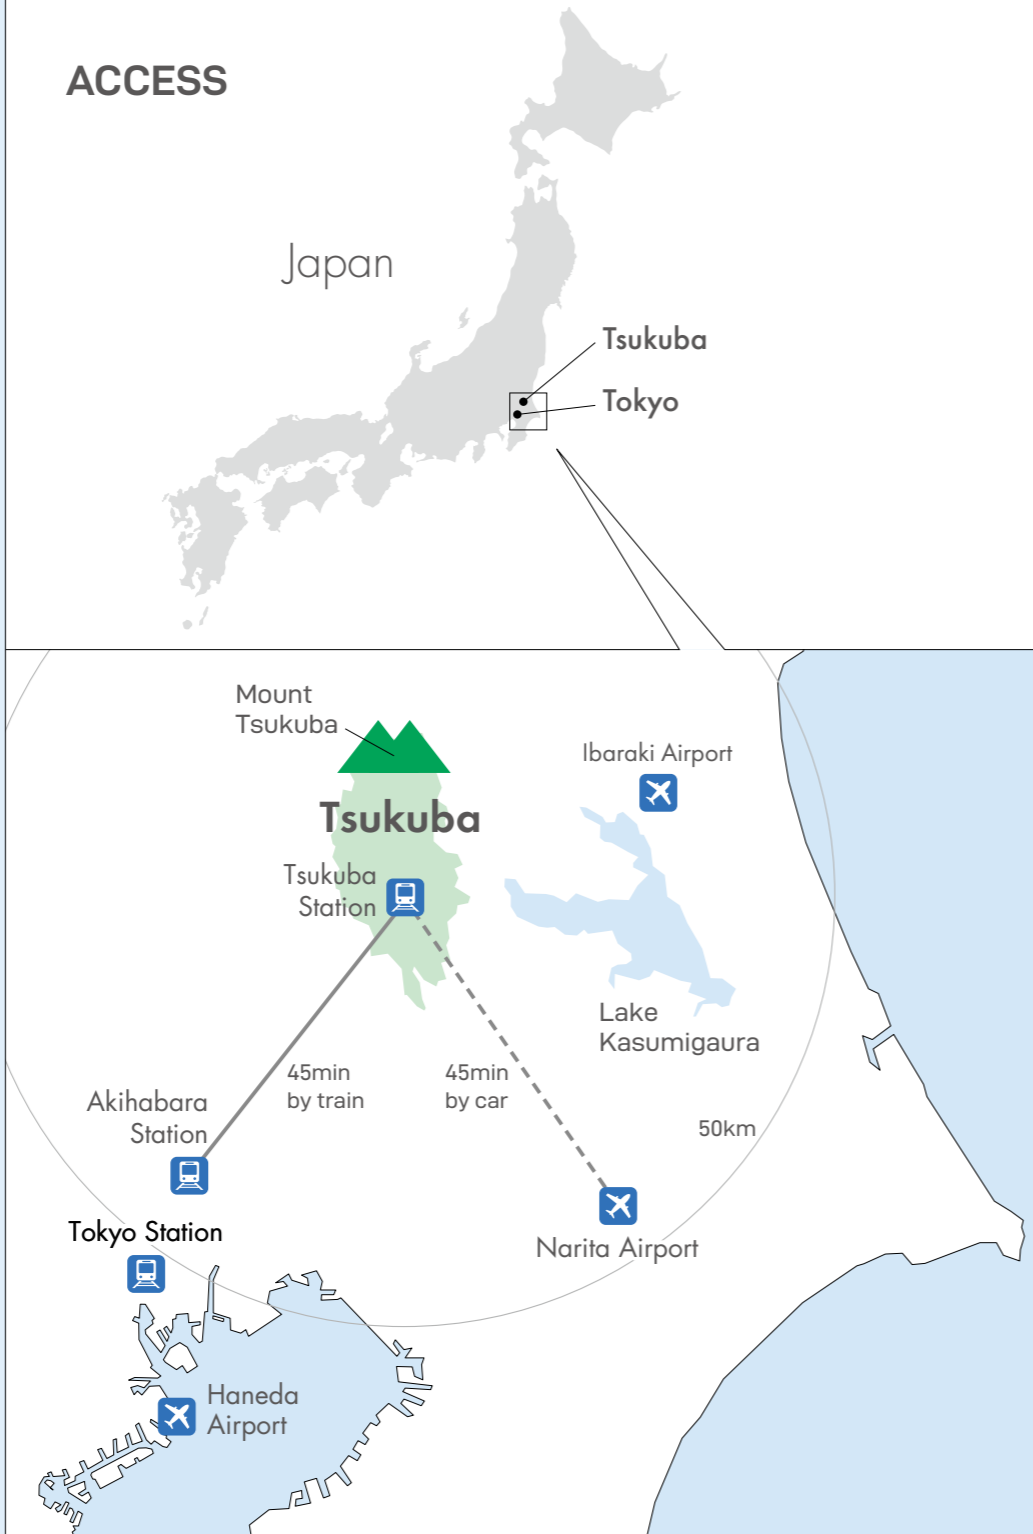 ACCESS
Japan
Tsukuba
Tokyo
Mount
Tsukuba
Ibaraki Airport
Tsukuba
Tsukuba
Station
Lake
Kasumigaura
45min
by train
45min
by car
Akihabara
Station
50km
Tokyo Station
Narita Airport
Haneda
Airport